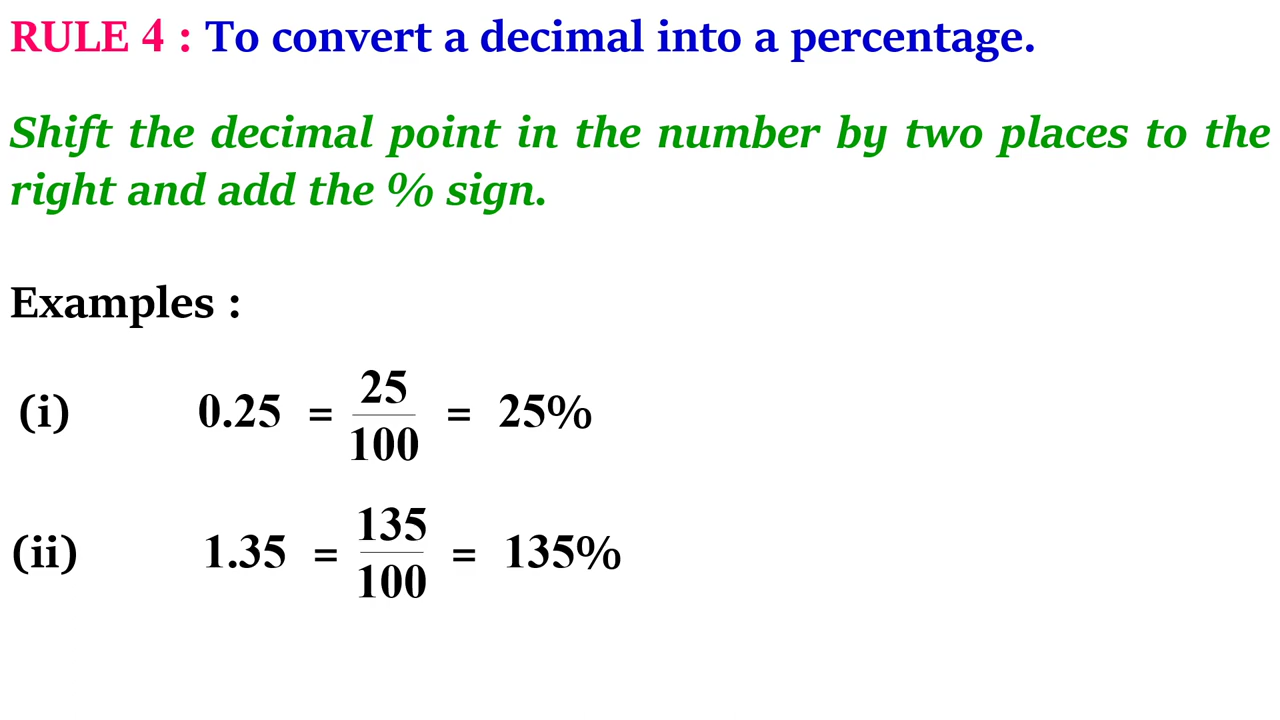 RULE 4 : To convert a decimal into a percentage.
Shift the decimal point in the number by two places to the
right and add the % sign.
Examples :
(i) 0.25 = 25/100 = 25%
(ii) 1.35 = 135/100 = 135%